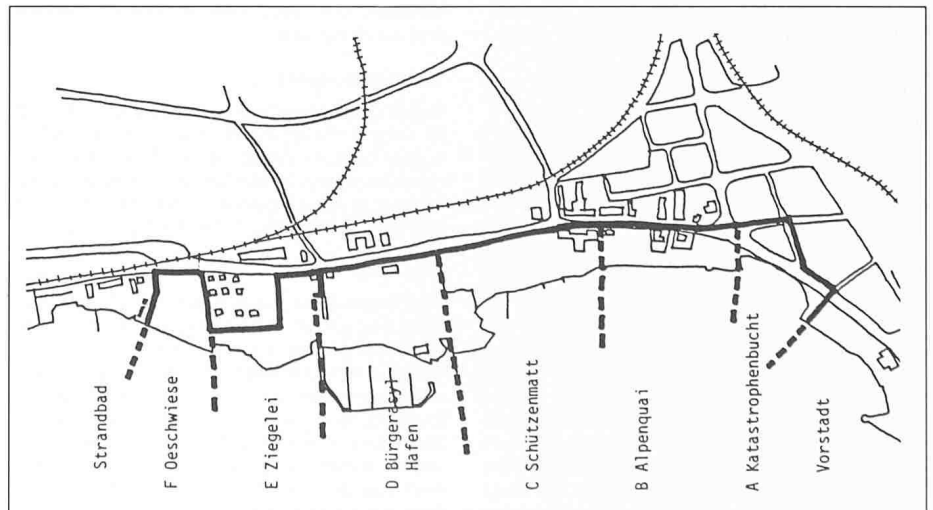 Strandbad
F Oeschwiese
E Ziegelei
D Bürgerasyl
Hafen
C Schützenmatt
B Alpenquai
A Katastrophenbucht
Vorstadt